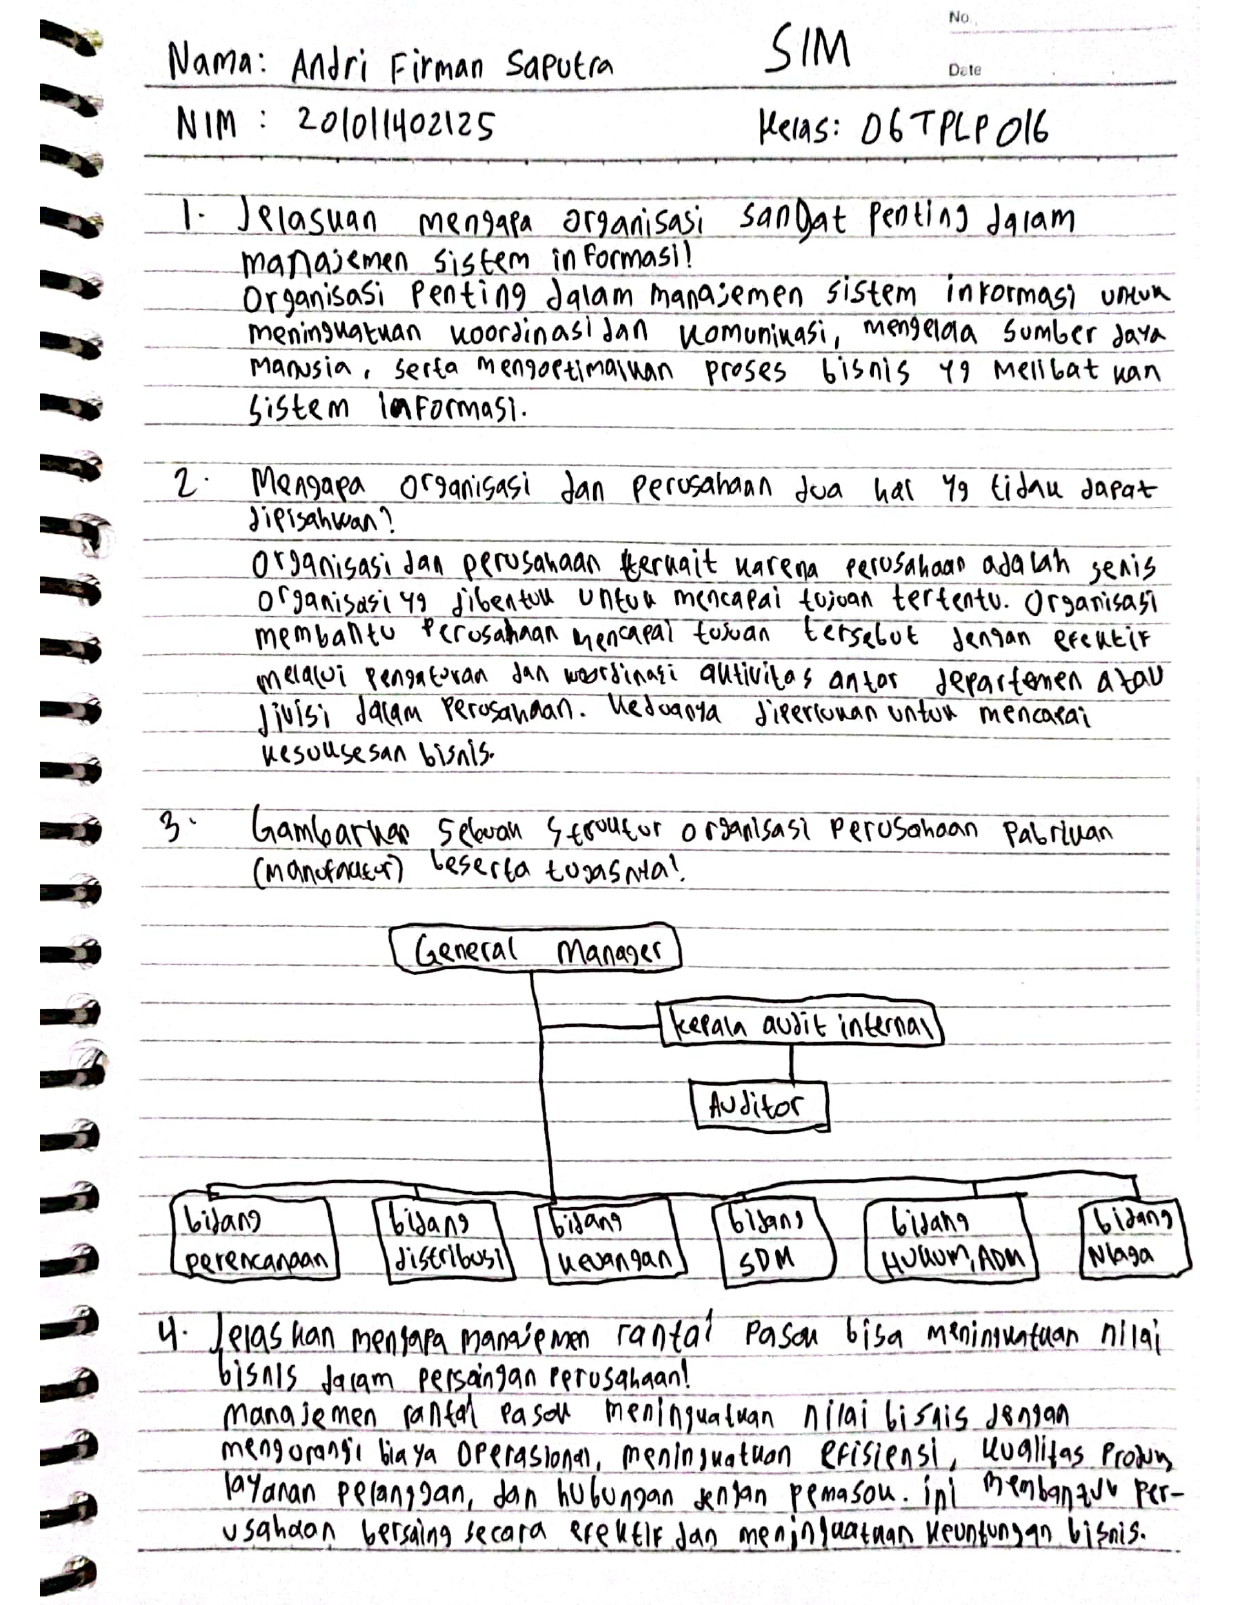 No
Date
Nama: Andri Firman Saputra SIM
NIM : 201011402125 Kelas: 06TPLP016
1. Jelaskan mengapa organisasi sangat penting dalam
manajemen sistem informasi!
Organisasi penting dalam manajemen sistem informasi untuk
meningkatkan koordinasi dan komunikasi, mengelola sumber daya
manusia, serta mengoptimalkan proses bisnis yg melibatkan
sistem informasi.
2. Mengapa organisasi dan perusahaan dua hal yg tidak dapat
dipisahkan?
Organisasi dan perusahaan terkait karena perusahaan adalah jenis
organisasi yg dibentuk untuk mencapai tujuan tertentu. Organisasi
membantu perusahaan mencapai tujuan tersebut dengan efektif
melalui pengaturan dan koordinasi aktivitas antar departemen atau
divisi dalam perusahaan. Keduanya diperlukan untuk mencapai
kesuksesan bisnis.
3. Gambarkan sebuah struktur organisasi perusahaan pabrikan
(manufaktur) beserta tugasnya!
General Manager
kepala audit internal
Auditor
bidang perencanaan
bidang distribusi
bidang keuangan
bidang SDM
bidang HUKUM, ADM
bidang Niaga
4. Jelaskan mengapa manajemen rantai pasok bisa meningkatkan nilai
bisnis dalam persaingan perusahaan!
manajemen rantai pasok meningkatkan nilai bisnis dengan
mengurangi biaya operasional, meningkatkan efisiensi, kualitas produk,
layanan pelanggan, dan hubungan dengan pemasok. ini membantu per-
usahaan bersaing secara efektif dan meningkatkan keuntungan bisnis.